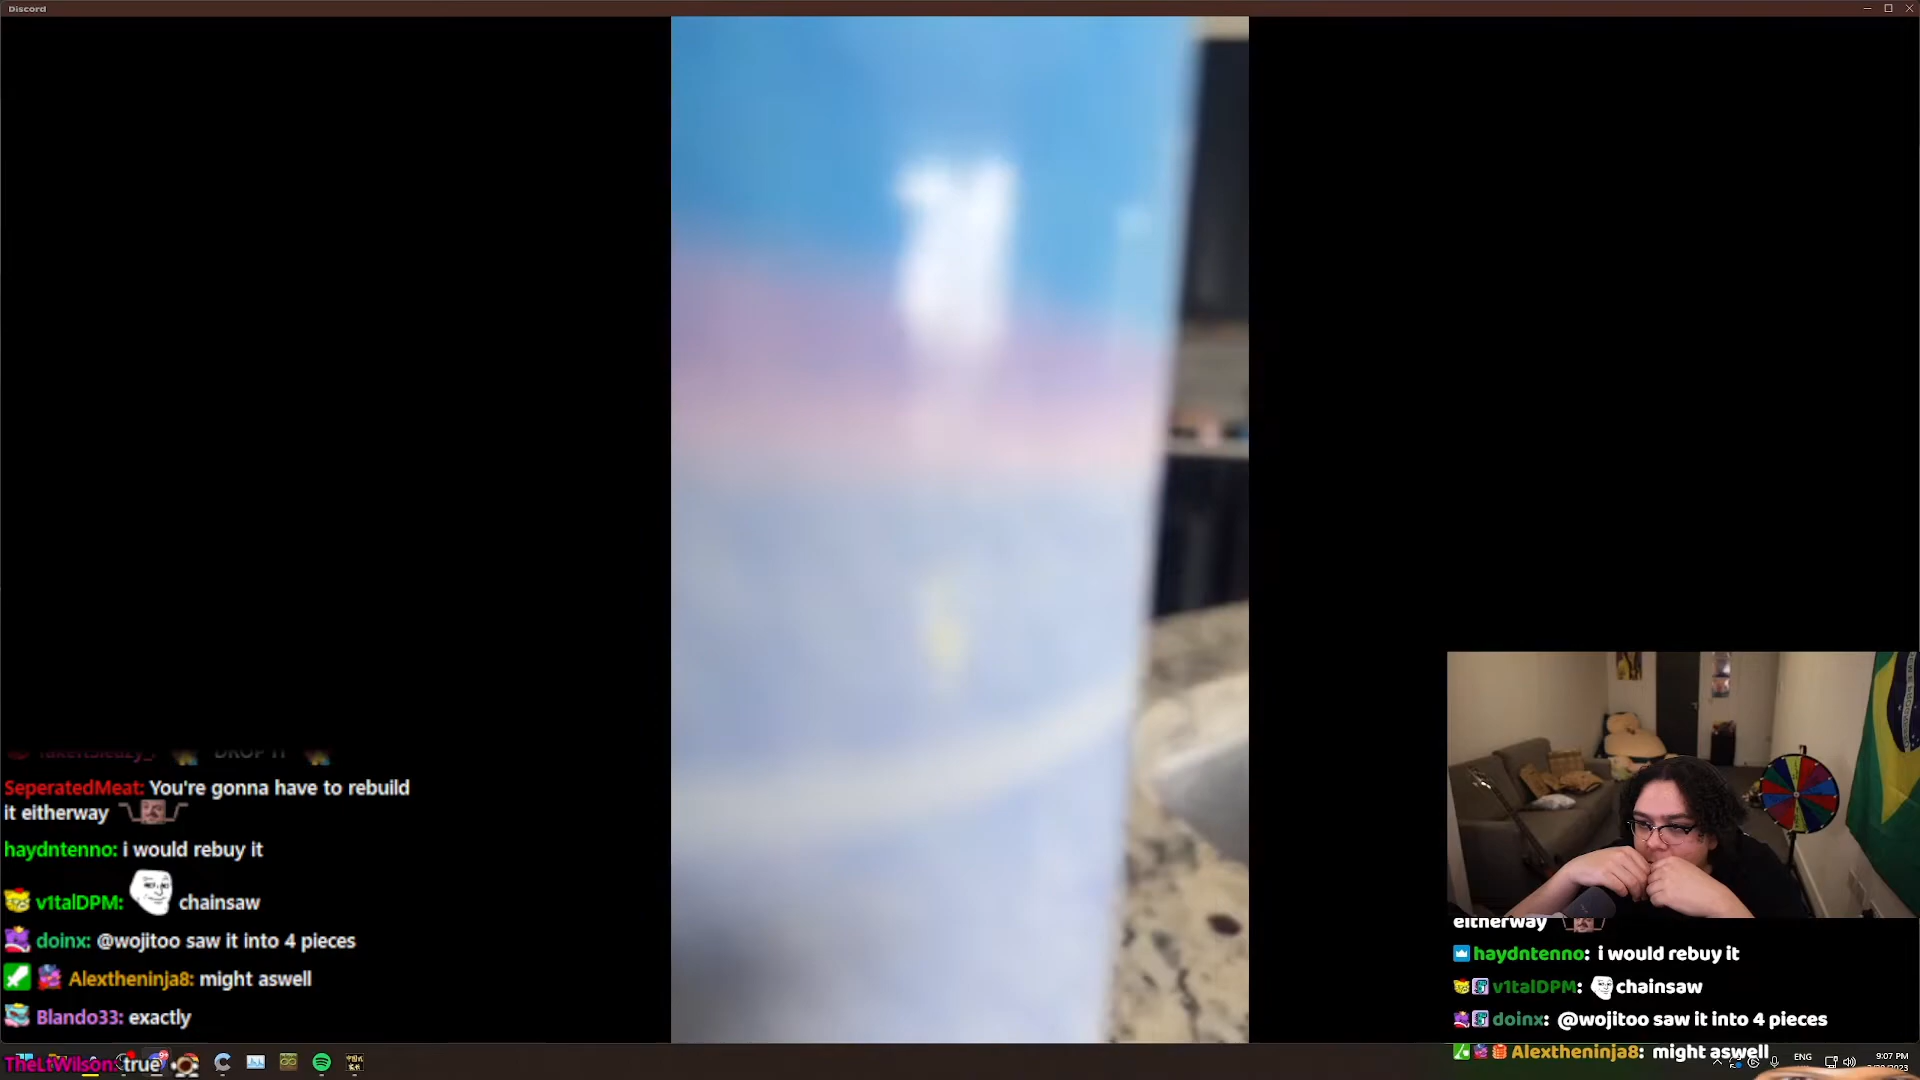 Discord
DROP IT
SeperatedMeat: You're gonna have to rebuild
it eitherway
haydntenno: i would rebuy it
v1talDPM: chainsaw
doinx: @wojitoo saw it into 4 pieces
Alextheninja8: might aswell
Blando33: exactly
TheLtWilson: true
eitherway
haydntenno: i would rebuy it
v1talDPM: chainsaw
doinx: @wojitoo saw it into 4 pieces
Alextheninja8: might aswell
ENG
9:07 PM